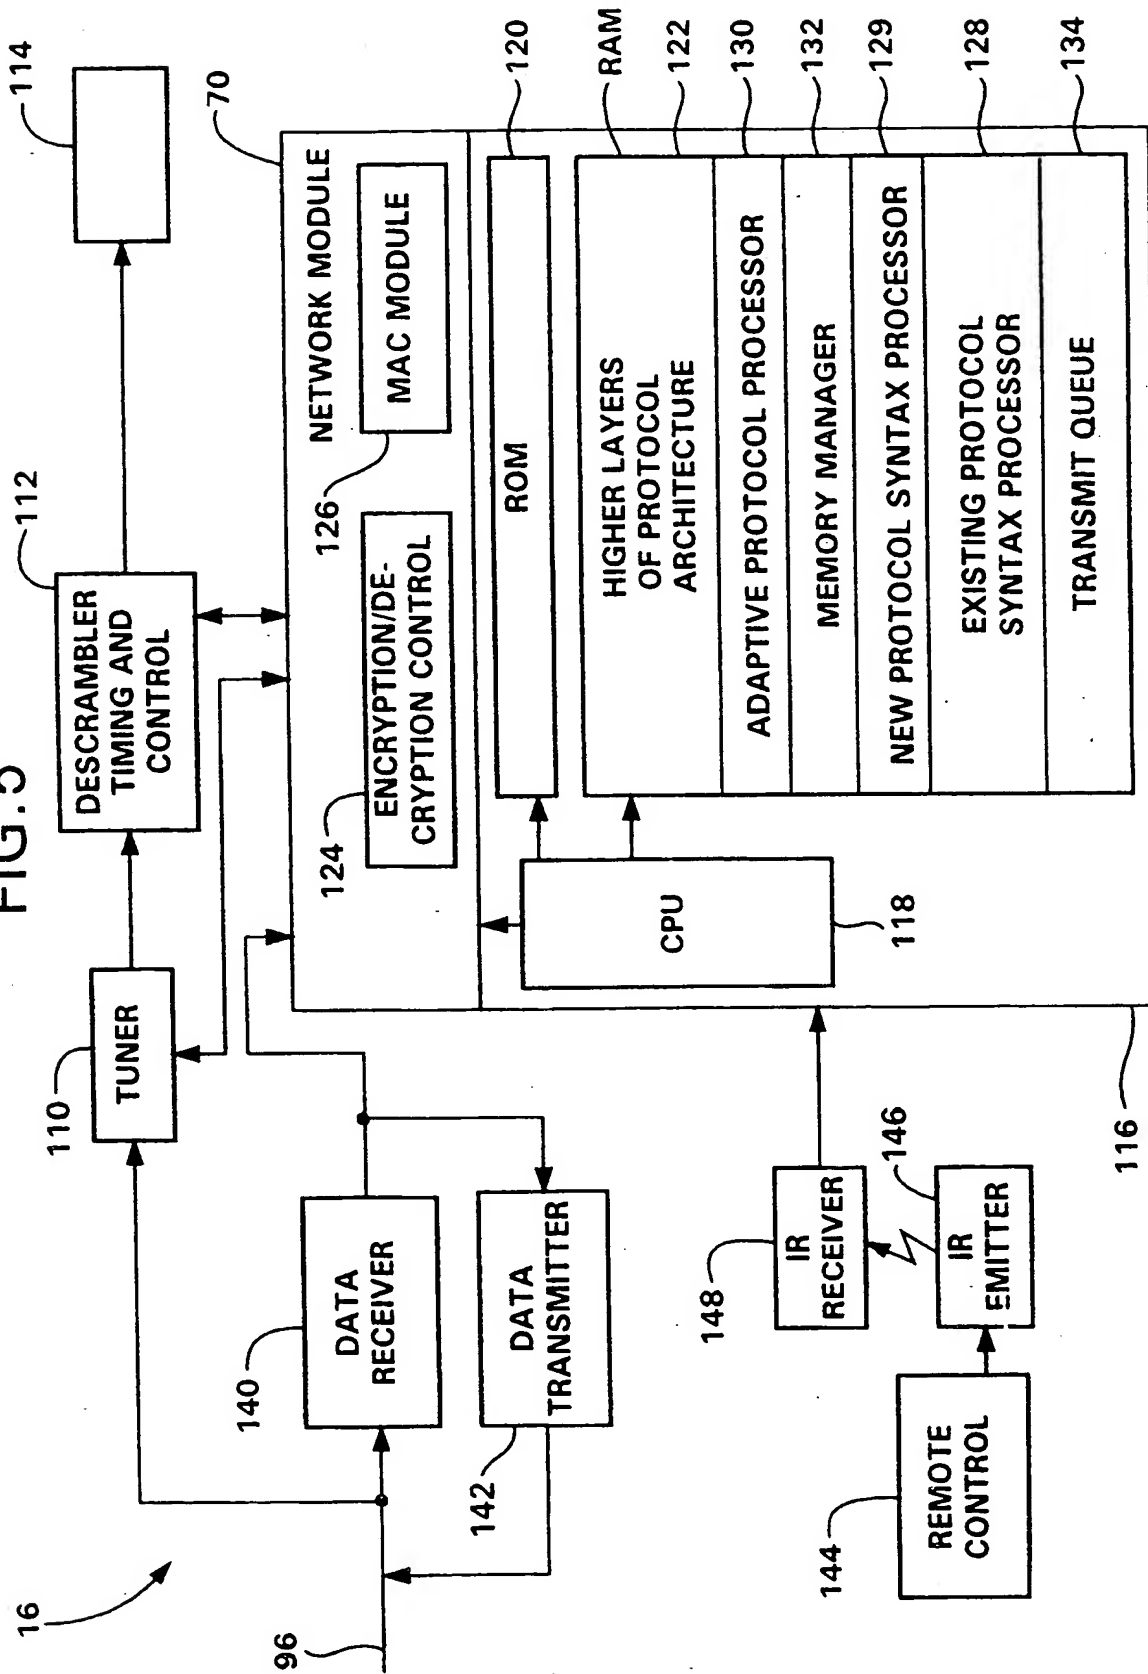 FIG.5
16
96
110
TUNER
112
DESCRAMBLER
TIMING AND
CONTROL
114
140
DATA
RECEIVER
142
DATA
TRANSMITTER
70
NETWORK MODULE
124
ENCRYPTION/DE-
CRYPTION CONTROL
126
MAC MODULE
ROM
120
CPU
118
RAM
HIGHER LAYERS
OF PROTOCOL
ARCHITECTURE
122
ADAPTIVE PROTOCOL PROCESSOR
130
MEMORY MANAGER
132
NEW PROTOCOL SYNTAX PROCESSOR
129
EXISTING PROTOCOL
SYNTAX PROCESSOR
128
TRANSMIT QUEUE
134
116
148
IR
RECEIVER
146
IR
EMITTER
144
REMOTE
CONTROL